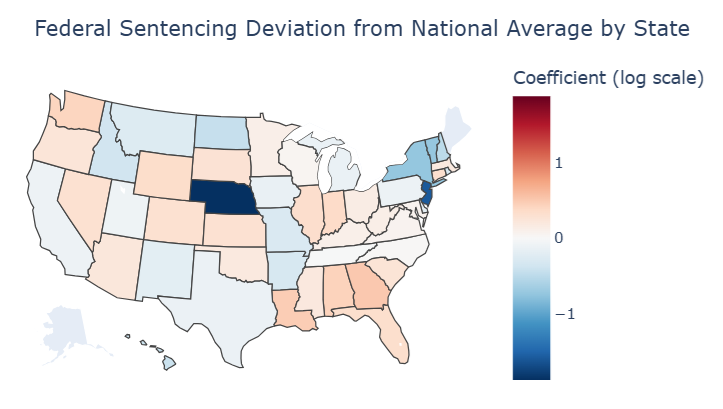 Federal Sentencing Deviation from National Average by State
Coefficient (log scale)
1
0
−1